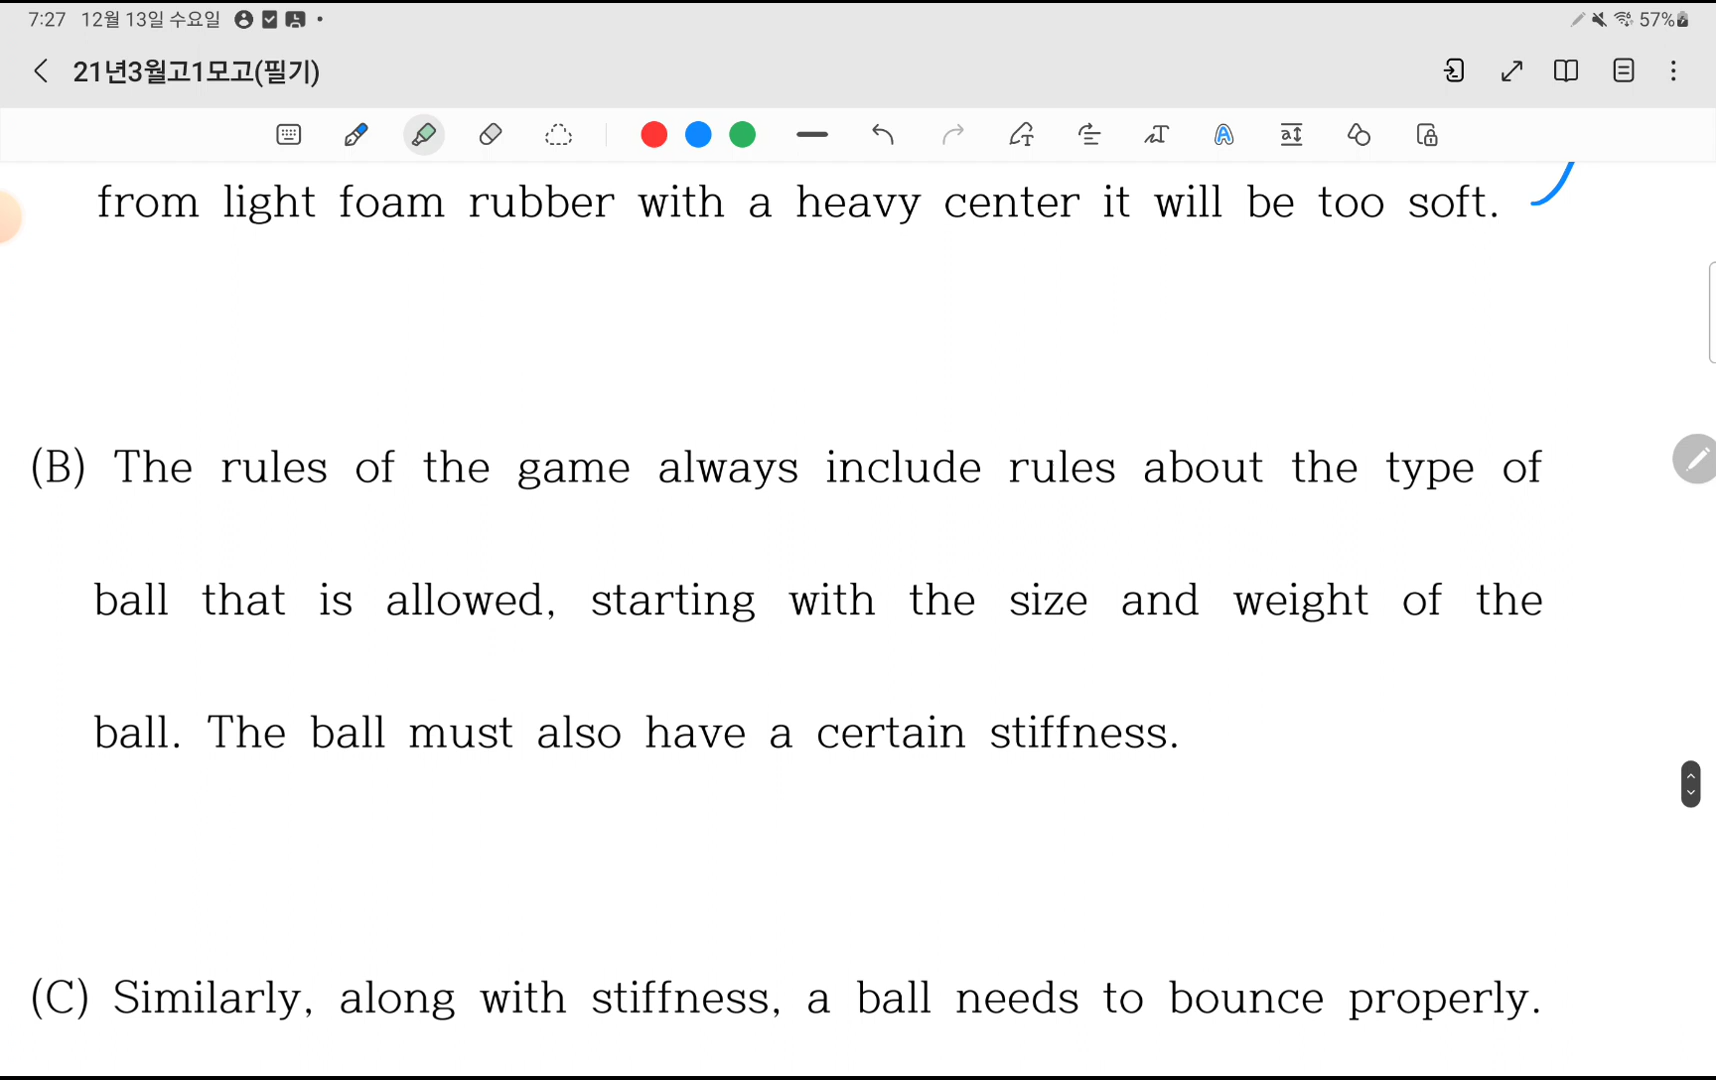 7:27 12월 13일 수요일
57%
21년3월고1모고(필기)
from light foam rubber with a heavy center it will be too soft.
(B) The rules of the game always include rules about the type of
ball that is allowed, starting with the size and weight of the
ball. The ball must also have a certain stiffness.
(C) Similarly, along with stiffness, a ball needs to bounce properly.